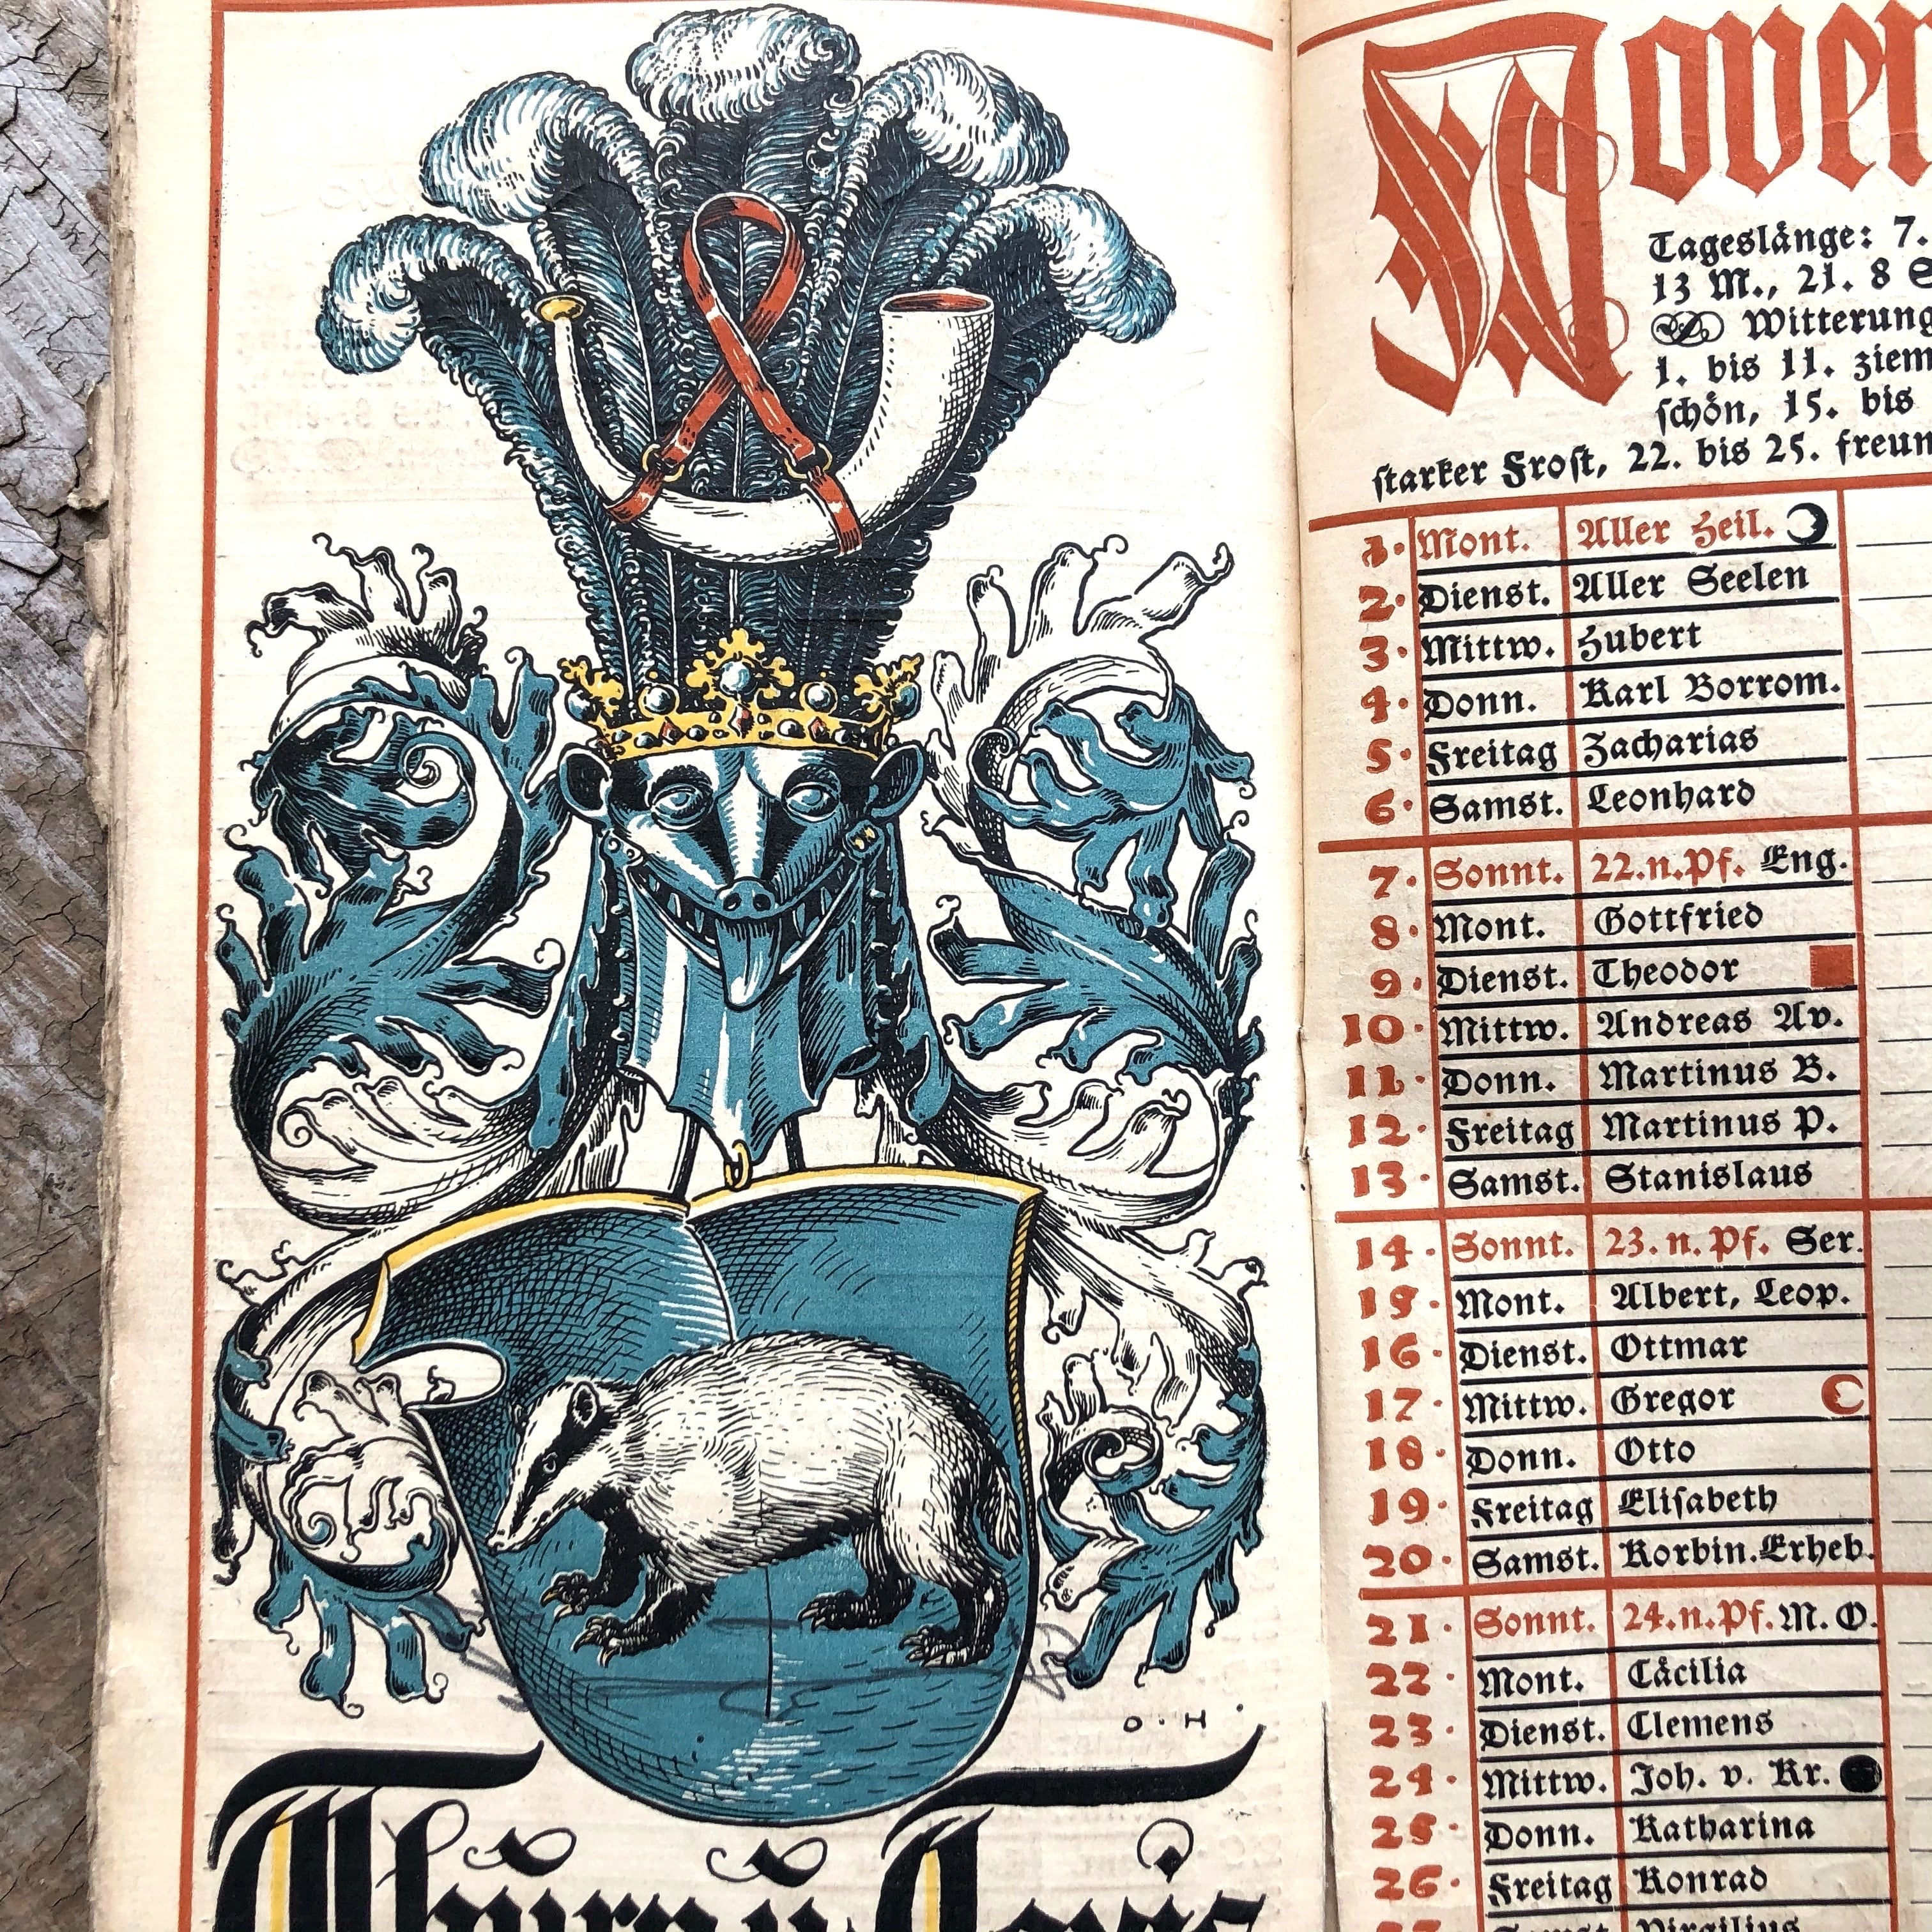 O. H.
Thurn u. Taxis
Novem
Tageslänge: 7.
13 M., 21. 8 S
Witterung
1. bis 11. ziem
schön, 15. bis
ſtarker Froſt, 22. bis 25. freun
1. Mont. Aller Heil.
2. Dienst. Aller Seelen
3. Mittw. Hubert
4. Donn. Karl Borrom.
5. Freitag Zacharias
6. Samst. Leonhard
7. Sonnt. 22.n.Pf. Eng.
8. Mont. Gottfried
9. Dienst. Theodor
10. Mittw. Andreas Av.
11. Donn. Martinus B.
12. Freitag Martinus P.
13. Samst. Stanislaus
14. Sonnt. 23.n.Pf. Ser.
15. Mont. Albert, Leop.
16. Dienst. Ottmar
17. Mittw. Gregor
18. Donn. Otto
19. Freitag Eliſabeth
20. Samst. Korbin.Erheb.
21. Sonnt. 24.n.Pf.M.O.
22. Mont. Cäcilia
23. Dienst. Clemens
24. Mittw. Joh. v. Kr.
25. Donn. Katharina
26. Freitag Konrad
27. Samst. Virgilius